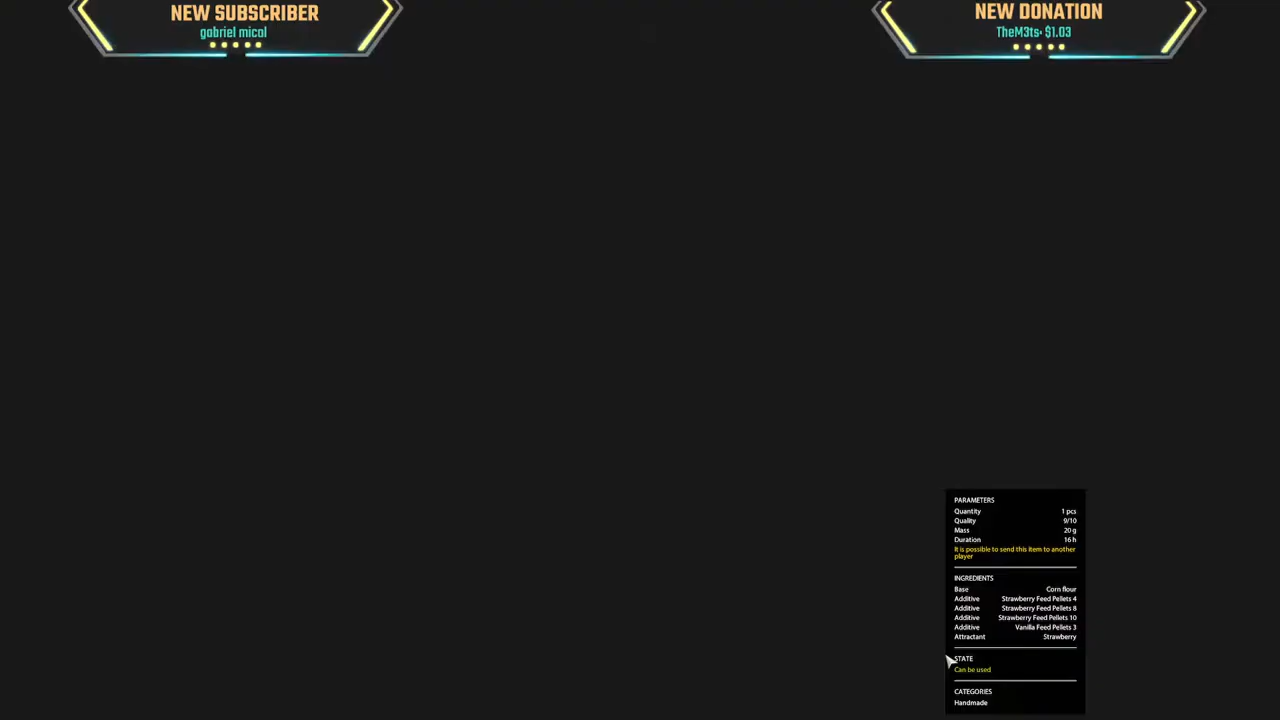 NEW SUBSCRIBER
gabriel mical
NEW DONATION
TheM3ts• $1.03
PARAMETERS
Quantity 1 pcs
Quality 9/10
Mass 20 g
Duration 16 h
It is possible to send this item to another
player
INGREDIENTS
Base Corn flour
Additive Strawberry Feed Pellets 4
Additive Strawberry Feed Pellets 8
Additive Strawberry Feed Pellets 10
Additive Vanilla Feed Pellets 3
Attractant Strawberry
STATE
Can be used
CATEGORIES
Handmade